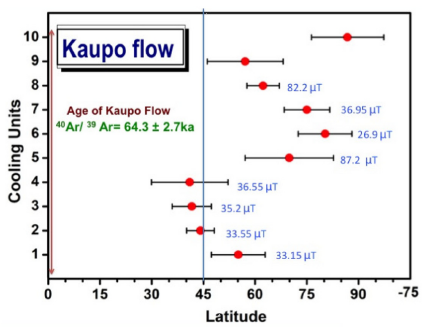 Kaupo flow
Age of Kaupo Flow
⁴⁰Ar/ ³⁹ Ar= 64.3 ± 2.7ka
Cooling Units
10
9
8
7
6
5
4
3
2
1
82.2 µT
36.95 µT
26.9 µT
87.2 µT
36.55 µT
35.2 µT
33.55 µT
33.15 µT
0 15 30 45 60 75 90 -75
Latitude